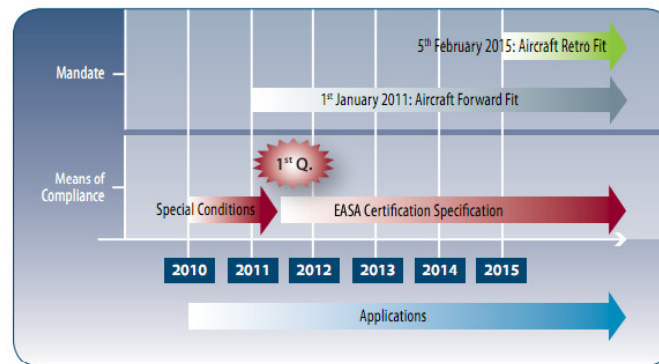 5th February 2015: Aircraft Retro Fit
Mandate
1st January 2011: Aircraft Forward Fit
1st Q.
Means of
Compliance
Special Conditions
EASA Certification Specification
2010 2011 2012 2013 2014 2015
Applications